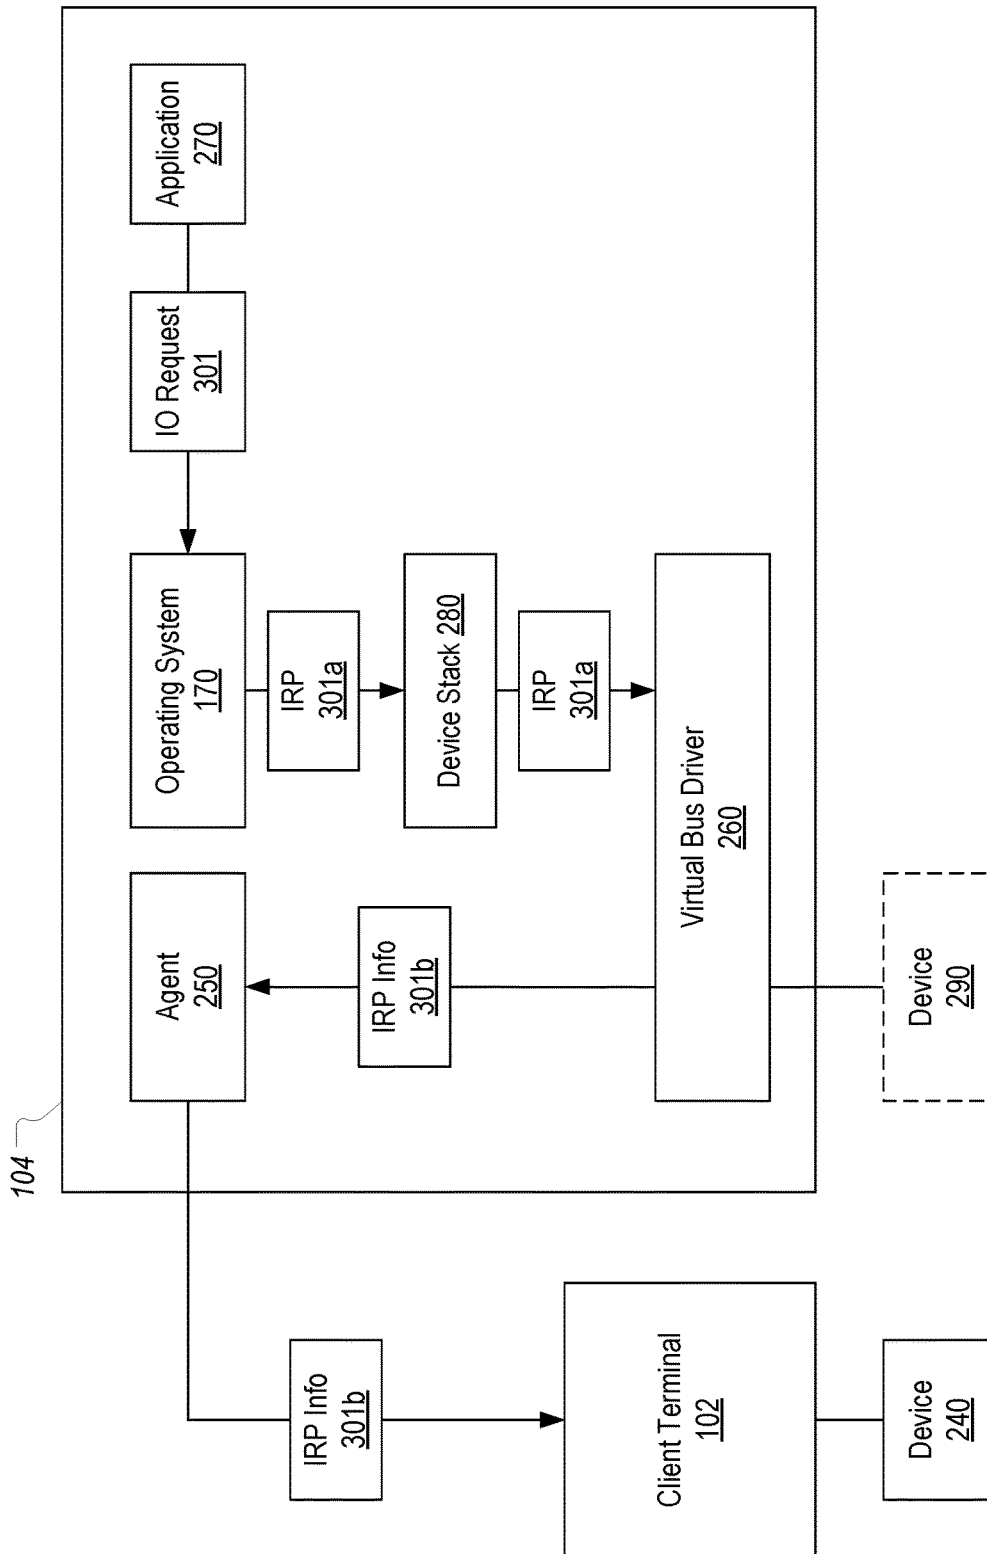 104
Agent
250
Operating System
170
IO Request
301
Application
270
IRP
301a
IRP Info
301b
IRP Info
301b
Device Stack 280
IRP
301a
Client Terminal
102
Virtual Bus Driver
260
Device
240
Device
290